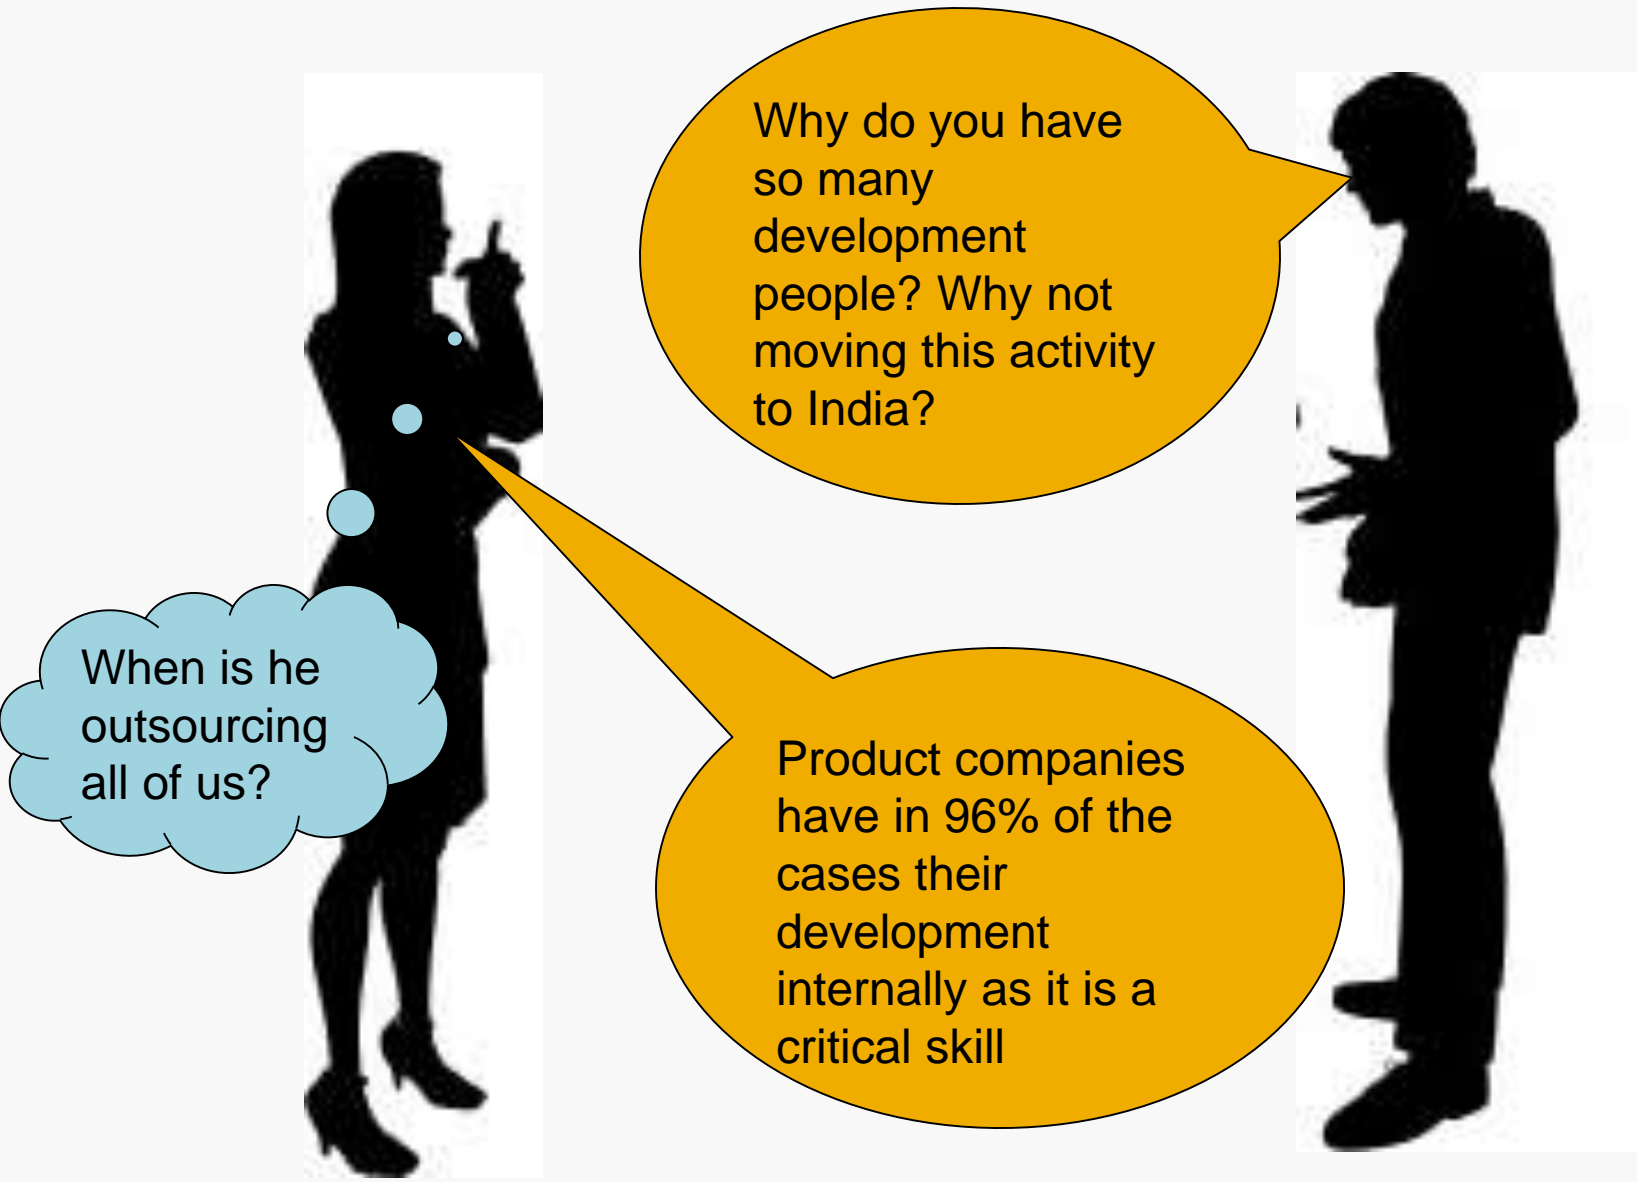 Why do you have
so many
development
people? Why not
moving this activity
to India?
When is he
outsourcing
all of us?
Product companies
have in 96% of the
cases their
development
internally as it is a
critical skill